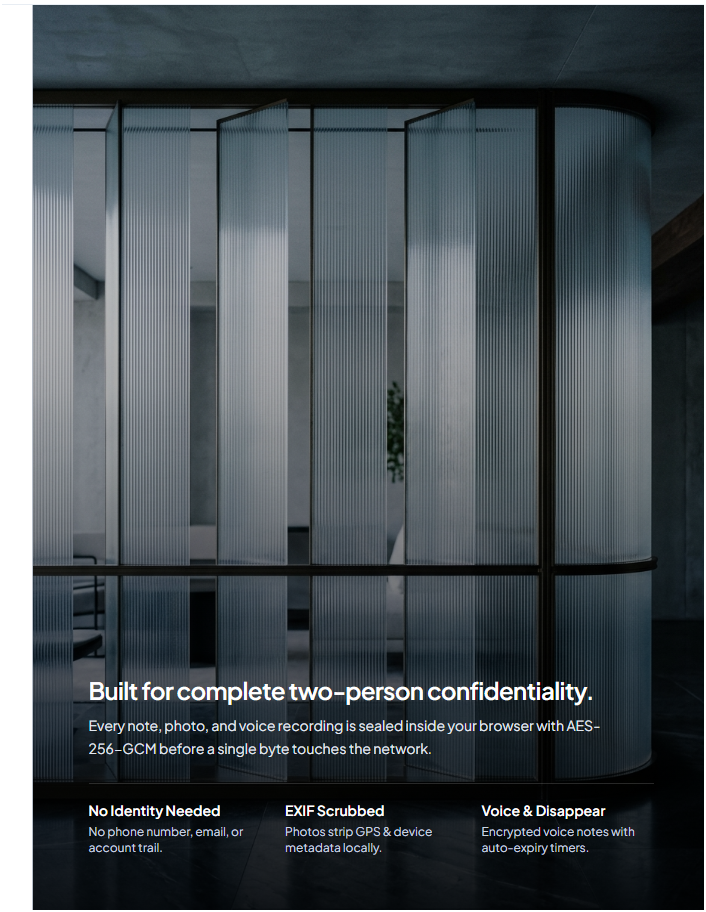 Built for complete two-person confidentiality.
Every note, photo, and voice recording is sealed inside your browser with AES-
256-GCM before a single byte touches the network.
No Identity Needed
No phone number, email, or
account trail.
EXIF Scrubbed
Photos strip GPS & device
metadata locally.
Voice & Disappear
Encrypted voice notes with
auto-expiry timers.